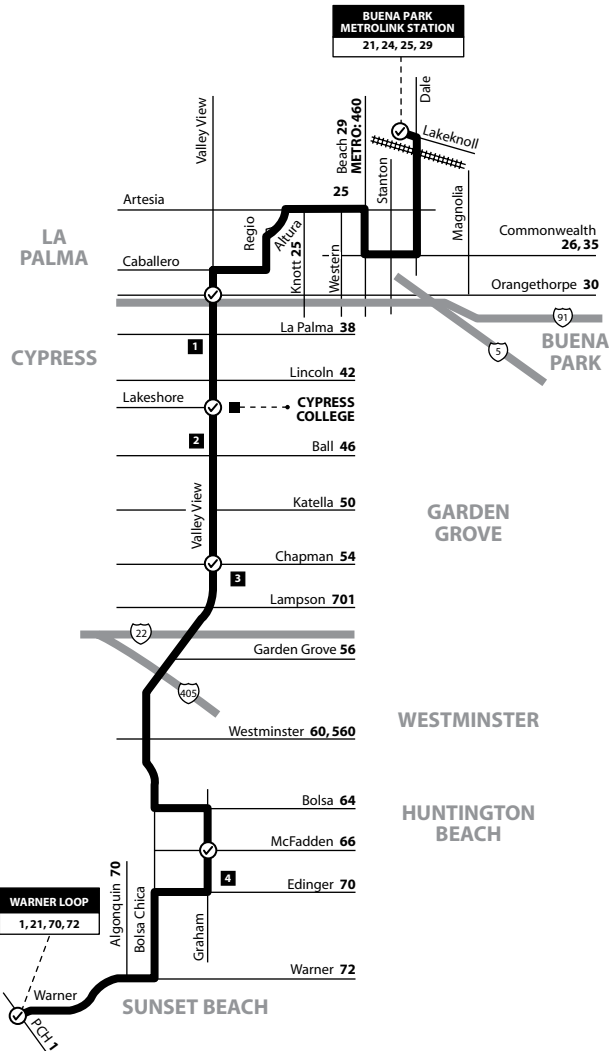 BUENA PARK
METROLINK STATION
21, 24, 25, 29
Dale
Valley View
Beach 29
METRO: 460
Lakeknoll
Stanton
25
Magnolia
Artesia
Regio
Altura
Knott 25
Western
Commonwealth
26, 35
LA
PALMA
Caballero
Orangethorpe 30
91
La Palma 38
1
5
BUENA
PARK
CYPRESS
Lincoln 42
Lakeshore
CYPRESS
COLLEGE
2
Ball 46
Valley View
Katella 50
GARDEN
GROVE
Chapman 54
3
Lampson 701
22
Garden Grove 56
405
WESTMINSTER
Westminster 60, 560
Bolsa 64
HUNTINGTON
BEACH
McFadden 66
4
Edinger 70
Algonquin 70
Bolsa Chica
Graham
WARNER LOOP
1, 21, 70, 72
Warner 72
Warner
SUNSET BEACH
PCH 1